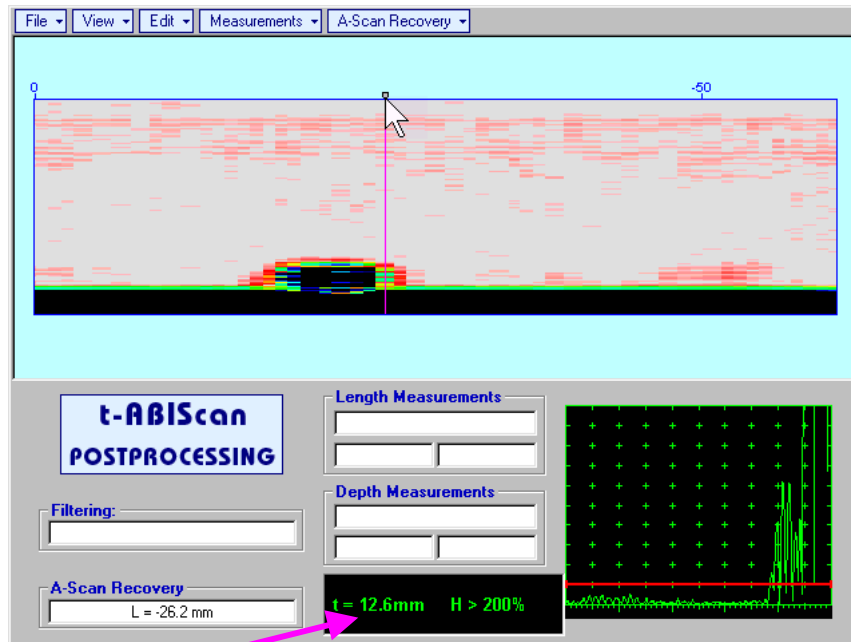 File View Edit Measurements A-Scan Recovery
0 -50
t-ABIScan
POSTPROCESSING
Length Measurements
Filtering:
Depth Measurements
A-Scan Recovery
L = -26.2 mm
t = 12.6mm H > 200%